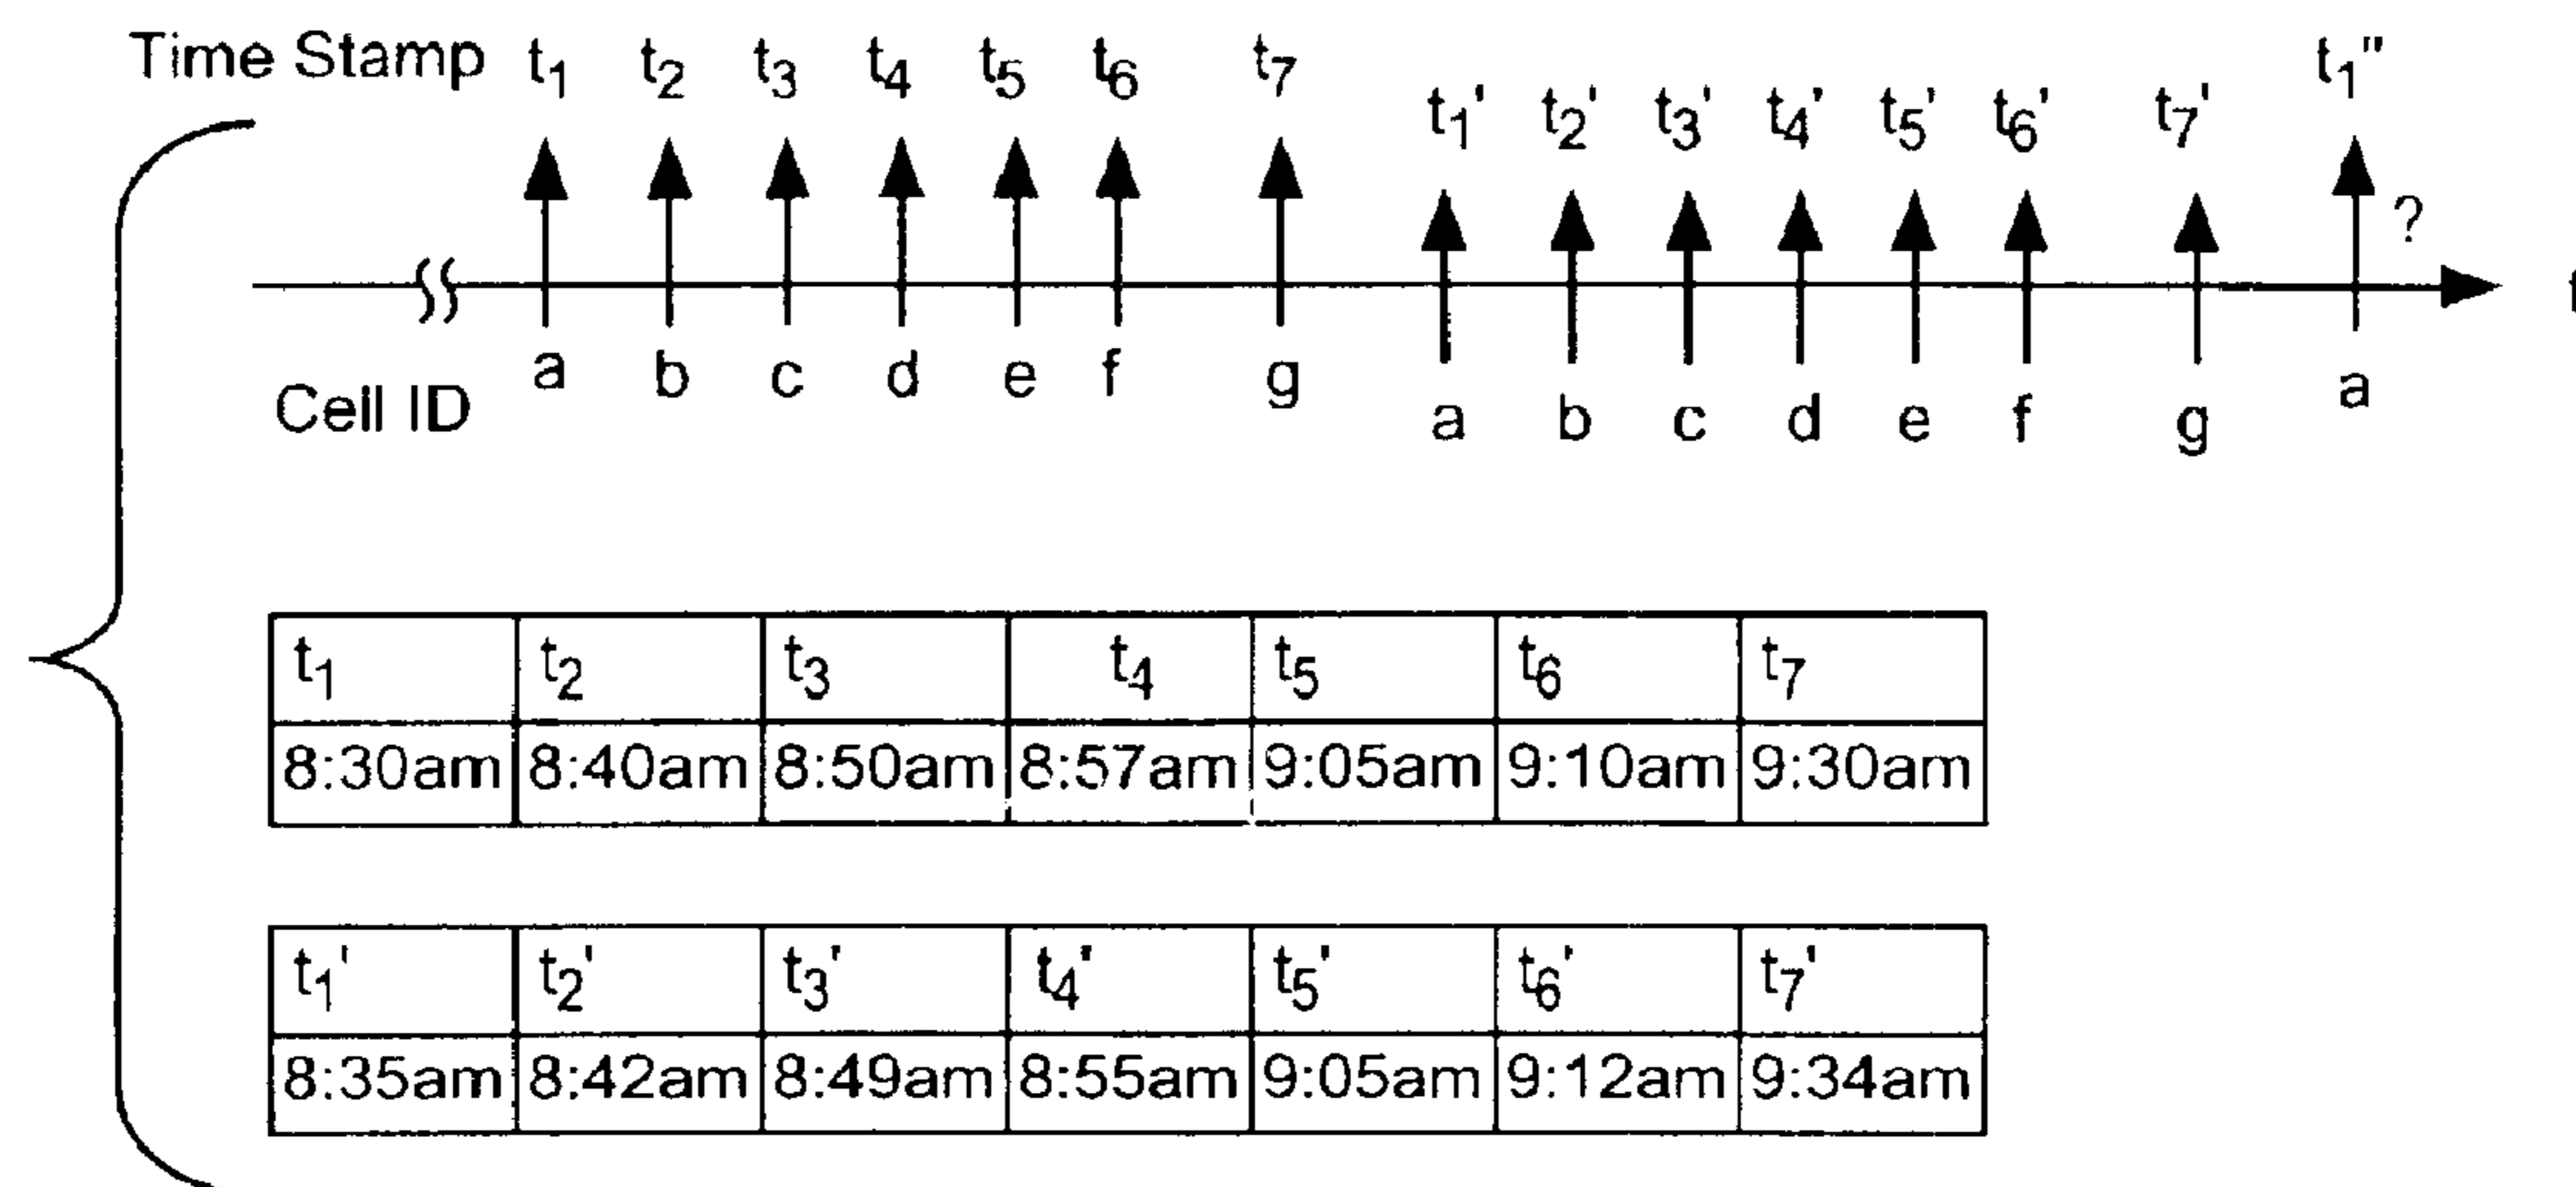 Time Stamp t1 t2 t3 t4 t5 t6 t7 t1''
t1' t2' t3' t4' t5' t6' t7'
?
a b c d e f g a
Cell ID a b c d e f g
t1 t2 t3 t4 t5 t6 t7
8:30am 8:40am 8:50am 8:57am 9:05am 9:10am 9:30am
t1' t2' t3' t4' t5' t6' t7'
8:35am 8:42am 8:49am 8:55am 9:05am 9:12am 9:34am